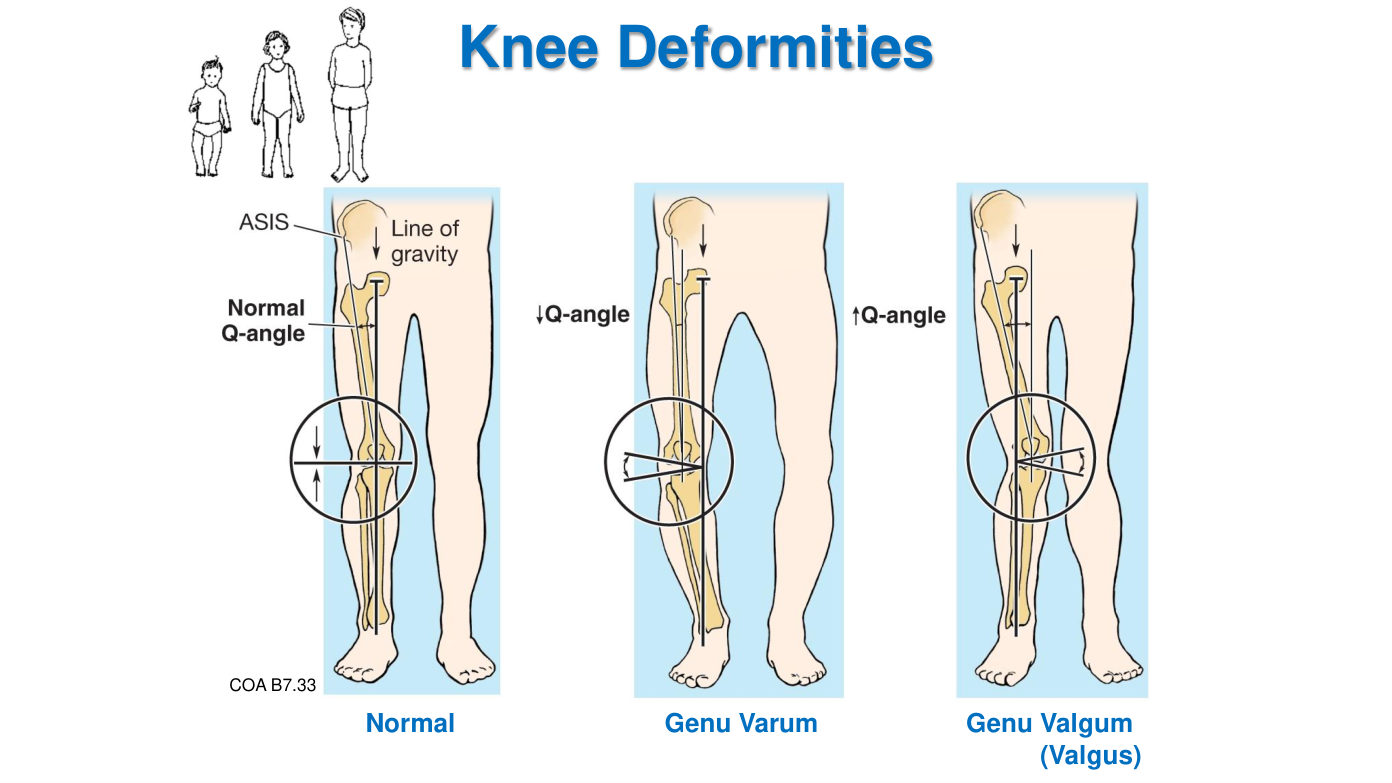 Knee Deformities
ASIS
Line of
gravity
Normal
Q-angle
↓Q-angle
↑Q-angle
COA B7.33
Normal
Genu Varum
Genu Valgum
(Valgus)